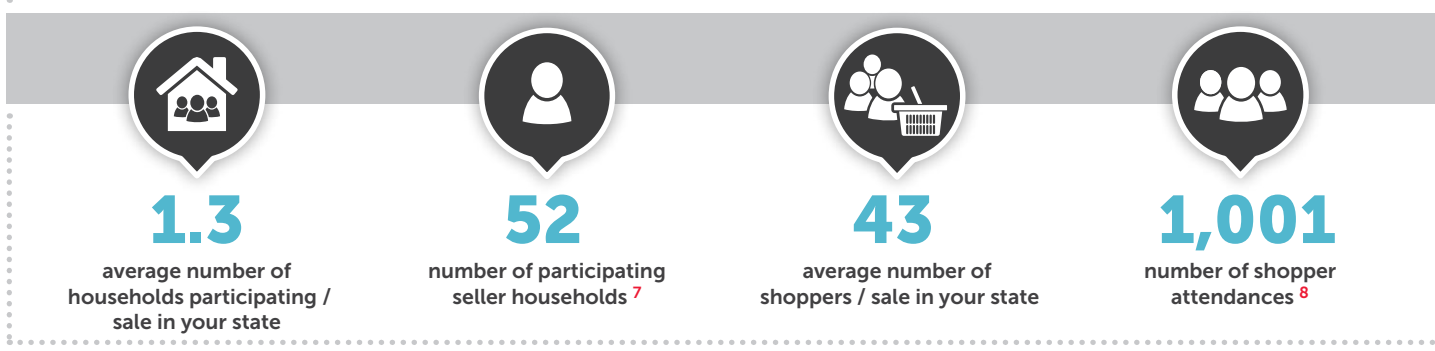 1.3
average number of
households participating /
sale in your state
52
number of participating
seller households 7
43
average number of
shoppers / sale in your state
1,001
number of shopper
attendances 8